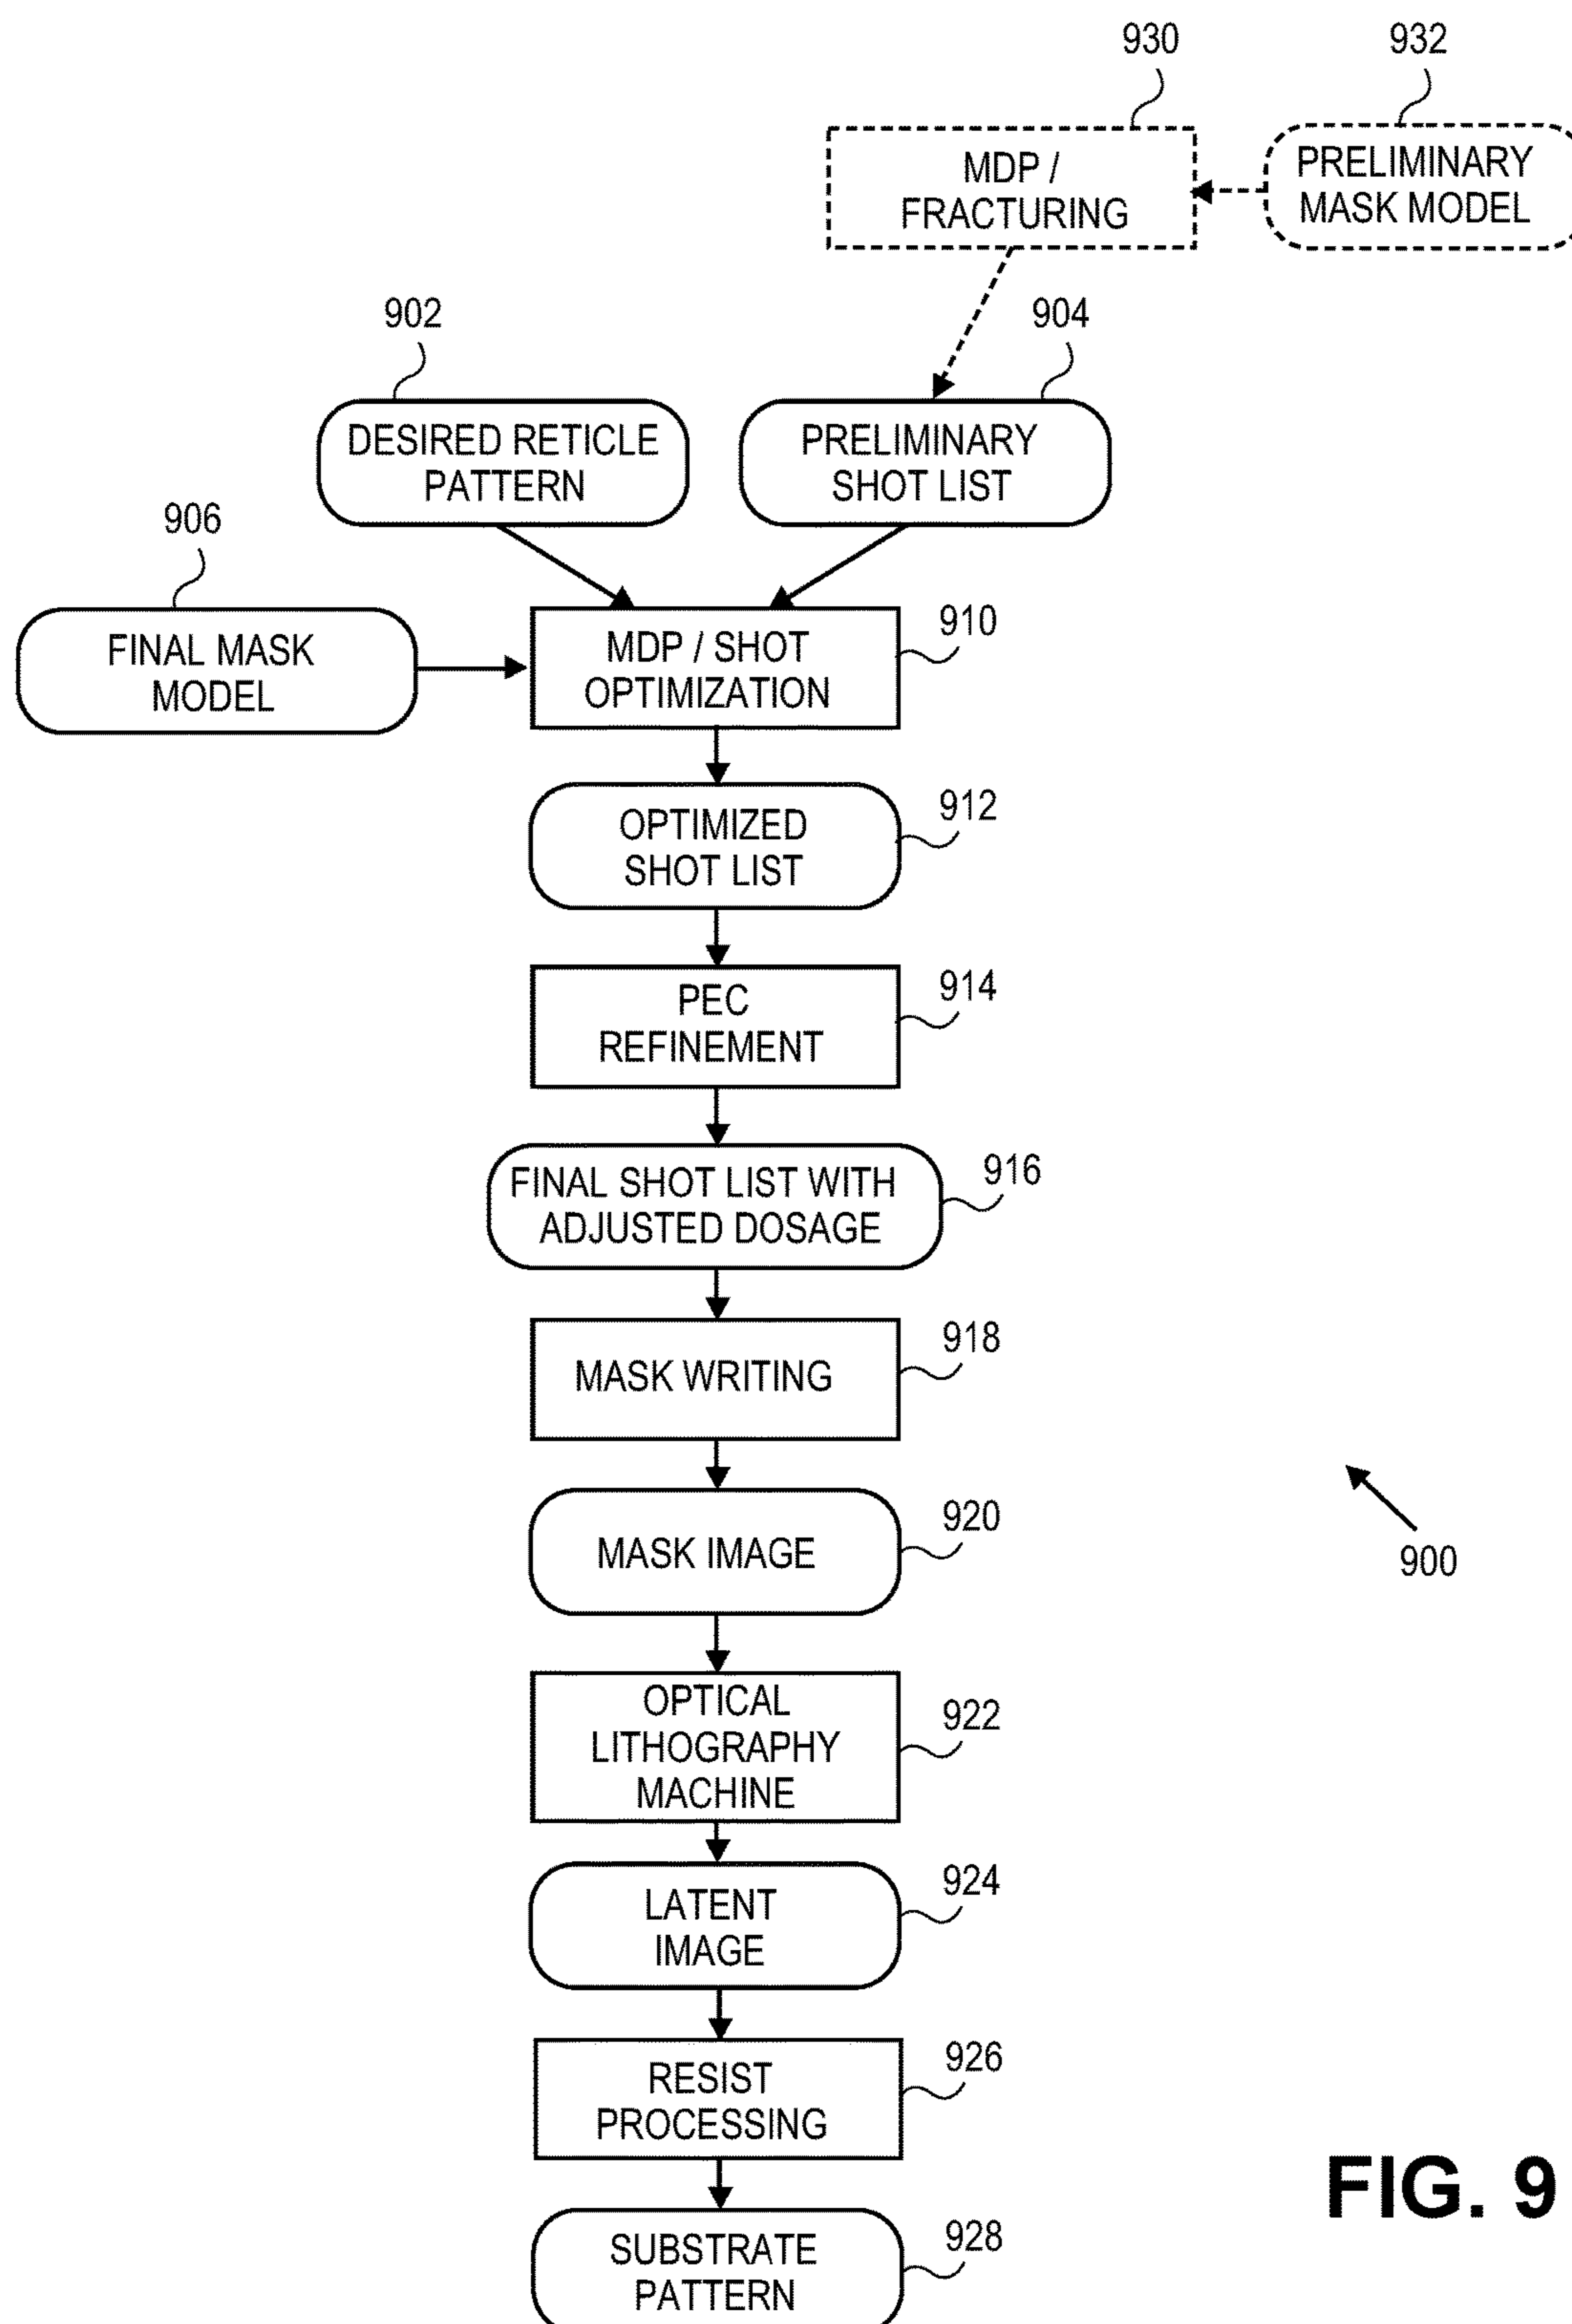 930
932
MDP /
FRACTURING
PRELIMINARY
MASK MODEL
902
904
DESIRED RETICLE
PATTERN
PRELIMINARY
SHOT LIST
906
FINAL MASK
MODEL
MDP / SHOT
OPTIMIZATION
910
OPTIMIZED
SHOT LIST
912
PEC
REFINEMENT
914
FINAL SHOT LIST WITH
ADJUSTED DOSAGE
916
MASK WRITING
918
MASK IMAGE
920
900
OPTICAL
LITHOGRAPHY
MACHINE
922
LATENT
IMAGE
924
RESIST
PROCESSING
926
SUBSTRATE
PATTERN
928
FIG. 9